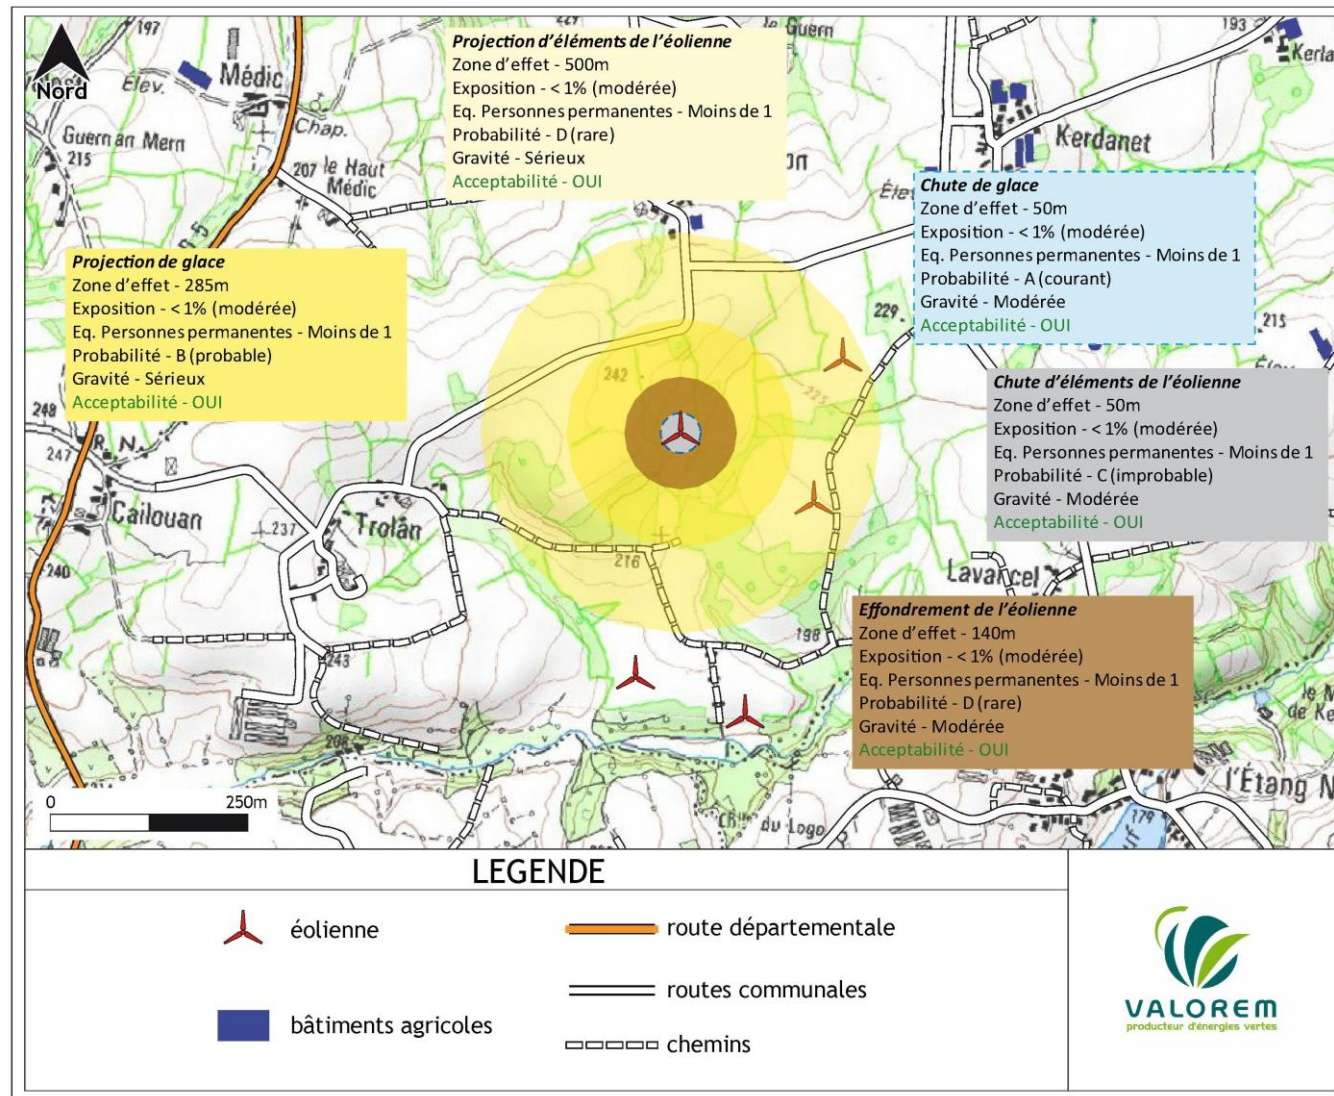 197
Nord
Médic
Élev.
Chap.
Guern an Mern
215
207 le Haut
Médic
Projection d'éléments de l'éolienne
Zone d'effet - 500m
Exposition - < 1% (modérée)
Eq. Personnes permanentes - Moins de 1
Probabilité - D (rare)
Gravité - Sérieux
Acceptabilité - OUI
le Guern
193
Kerdanet
Chute de glace
Zone d'effet - 50m
Exposition - < 1% (modérée)
Eq. Personnes permanentes - Moins de 1
Probabilité - A (courant)
Gravité - Modérée
Acceptabilité - OUI
Projection de glace
Zone d'effet - 285m
Exposition - < 1% (modérée)
Eq. Personnes permanentes - Moins de 1
Probabilité - B (probable)
Gravité - Sérieux
Acceptabilité - OUI
229
215
242
225
Chute d'éléments de l'éolienne
Zone d'effet - 50m
Exposition - < 1% (modérée)
Eq. Personnes permanentes - Moins de 1
Probabilité - C (improbable)
Gravité - Modérée
Acceptabilité - OUI
248
R. N.
247
Cailouan
237
Trolan
240
216
Lavarcel
198
243
208
Effondrement de l'éolienne
Zone d'effet - 140m
Exposition - < 1% (modérée)
Eq. Personnes permanentes - Moins de 1
Probabilité - D (rare)
Gravité - Modérée
Acceptabilité - OUI
0 250m
du Logo
l'Étang N
179
LEGENDE
éolienne
route départementale
routes communales
bâtiments agricoles
chemins
VALOREM
producteur d'énergies vertes